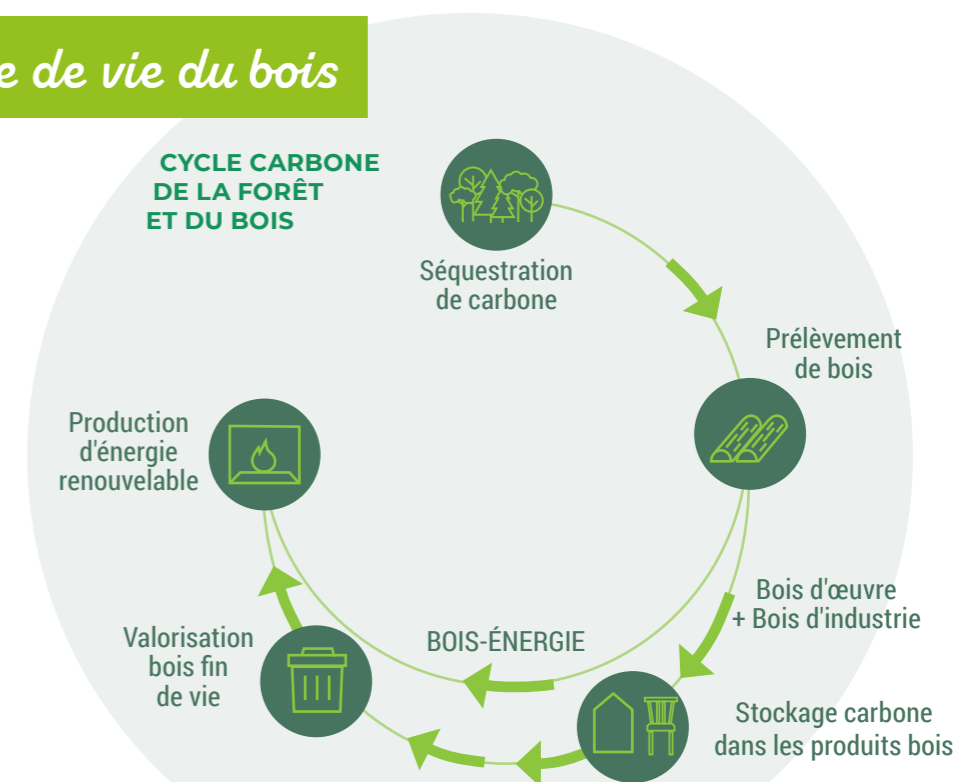 e de vie du bois
CYCLE CARBONE
DE LA FORÊT
ET DU BOIS
Séquestration
de carbone
Prélèvement
de bois
Production
d'énergie
renouvelable
Bois d'œuvre
+ Bois d'industrie
Valorisation
bois fin
de vie
BOIS-ÉNERGIE
Stockage carbone
dans les produits bois